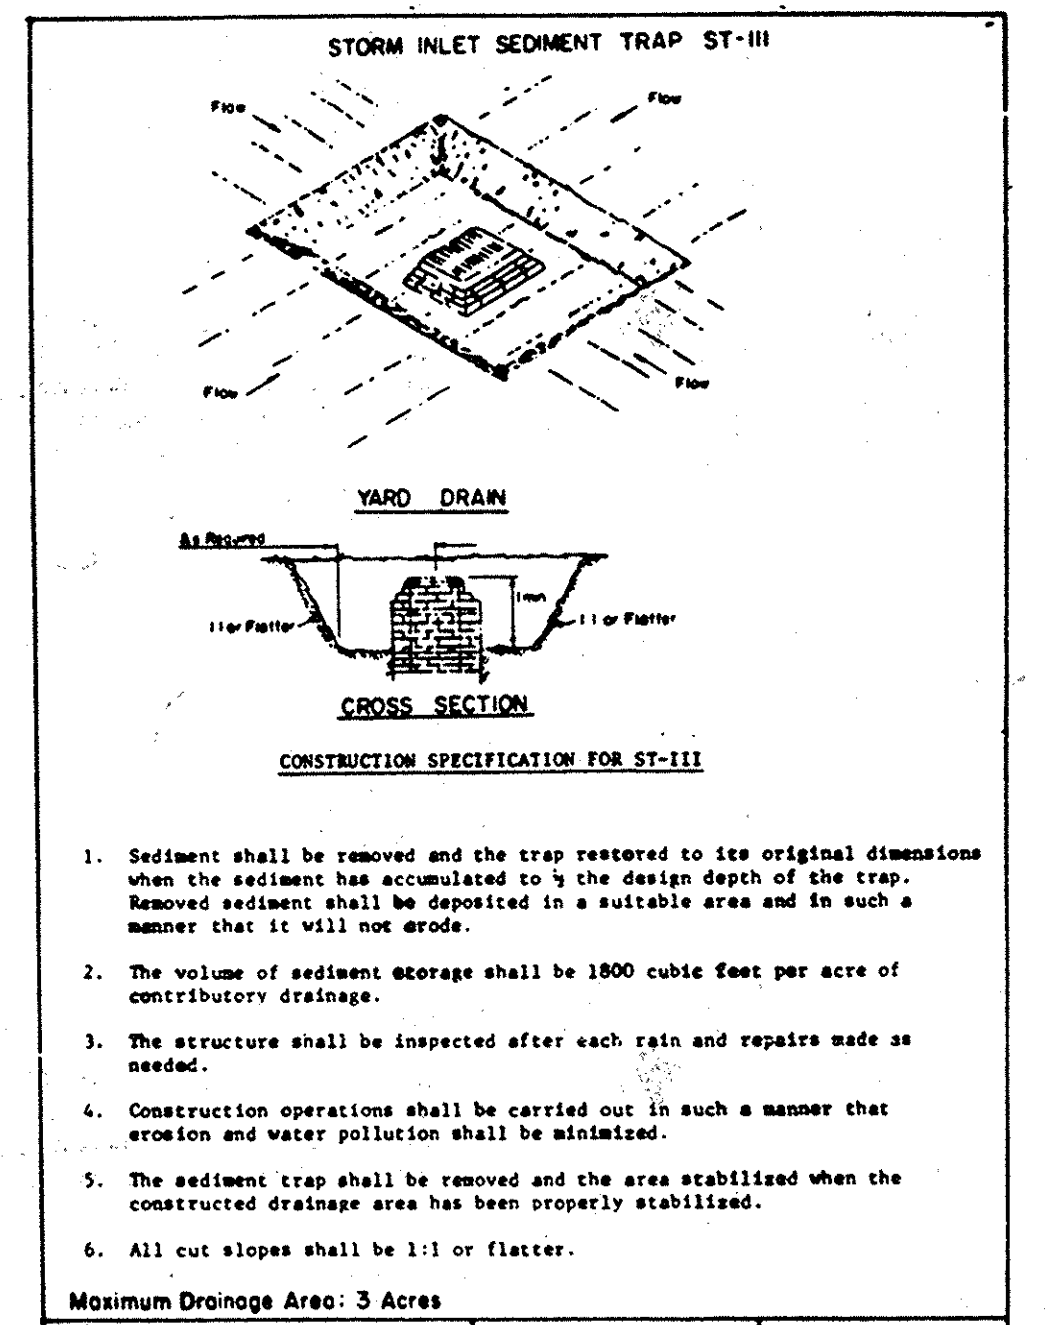 STORM INLET SEDIMENT TRAP ST-III
Flow
Flow
Flow
Flow
YARD DRAIN
As Required
1 min
1:1 or Flatter
1:1 or Flatter
CROSS SECTION
CONSTRUCTION SPECIFICATION FOR ST-III
1. Sediment shall be removed and the trap restored to its original dimensions
when the sediment has accumulated to ½ the design depth of the trap.
Removed sediment shall be deposited in a suitable area and in such a
manner that it will not erode.
2. The volume of sediment storage shall be 1800 cubic feet per acre of
contributory drainage.
3. The structure shall be inspected after each rain and repairs made as
needed.
4. Construction operations shall be carried out in such a manner that
erosion and water pollution shall be minimized.
5. The sediment trap shall be removed and the area stabilized when the
constructed drainage area has been properly stabilized.
6. All cut slopes shall be 1:1 or flatter.
Maximum Drainage Area: 3 Acres